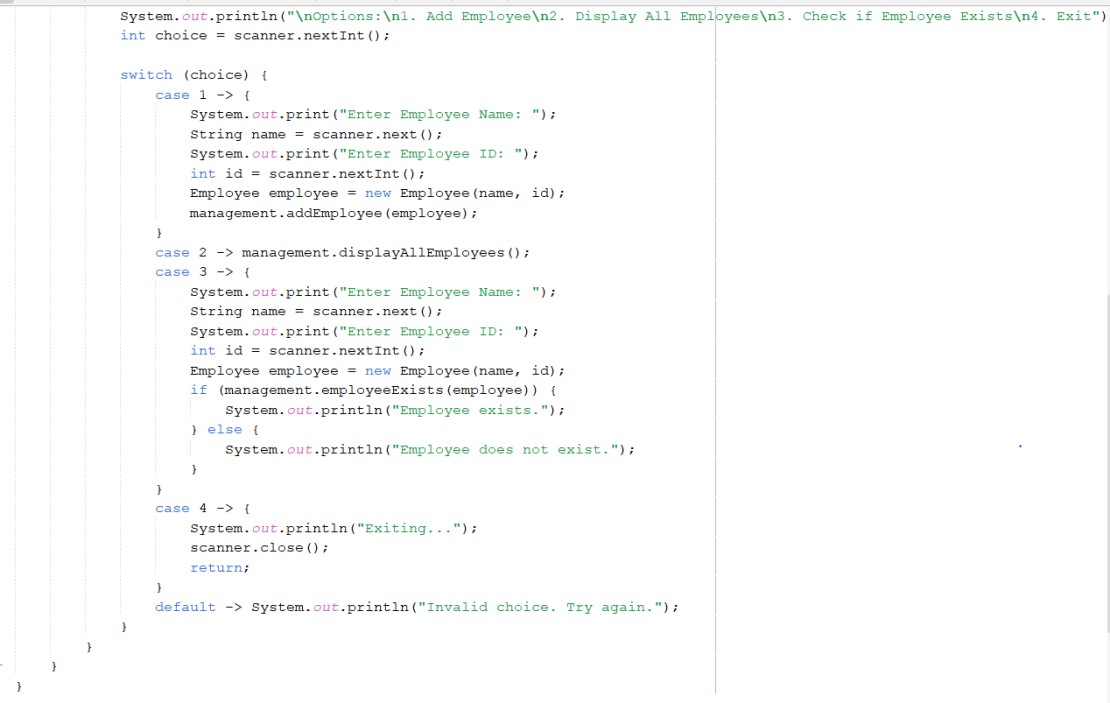 System.out.println("\nOptions:\n1. Add Employee\n2. Display All Employees\n3. Check if Employee Exists\n4. Exit")
int choice = scanner.nextInt();
switch (choice) {
case 1 -> {
System.out.print("Enter Employee Name: ");
String name = scanner.next();
System.out.print("Enter Employee ID: ");
int id = scanner.nextInt();
Employee employee = new Employee(name, id);
management.addEmployee(employee);
}
case 2 -> management.displayAllEmployees();
case 3 -> {
System.out.print("Enter Employee Name: ");
String name = scanner.next();
System.out.print("Enter Employee ID: ");
int id = scanner.nextInt();
Employee employee = new Employee(name, id);
if (management.employeeExists(employee)) {
System.out.println("Employee exists.");
} else {
System.out.println("Employee does not exist.");
}
}
case 4 -> {
System.out.println("Exiting...");
scanner.close();
return;
}
default -> System.out.println("Invalid choice. Try again.");
}
}
}
}